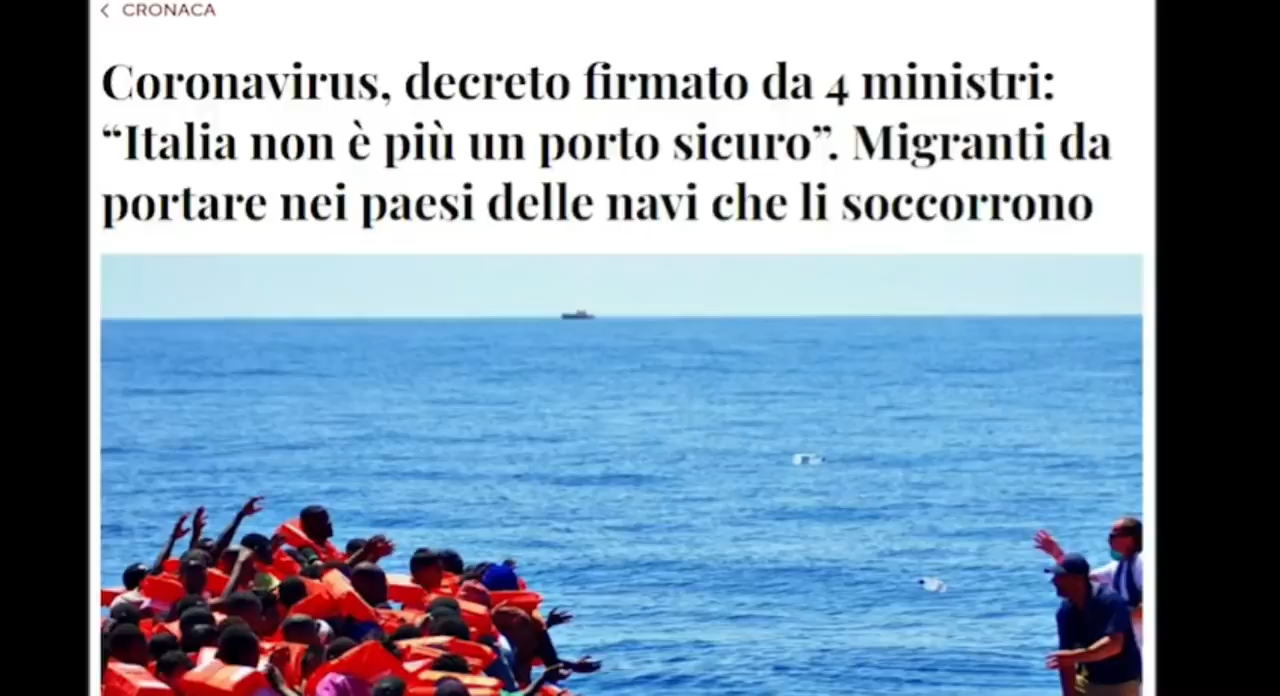 CRONACA
Coronavirus, decreto firmato da 4 ministri:
“Italia non è più un porto sicuro”. Migranti da
portare nei paesi delle navi che li soccorrono